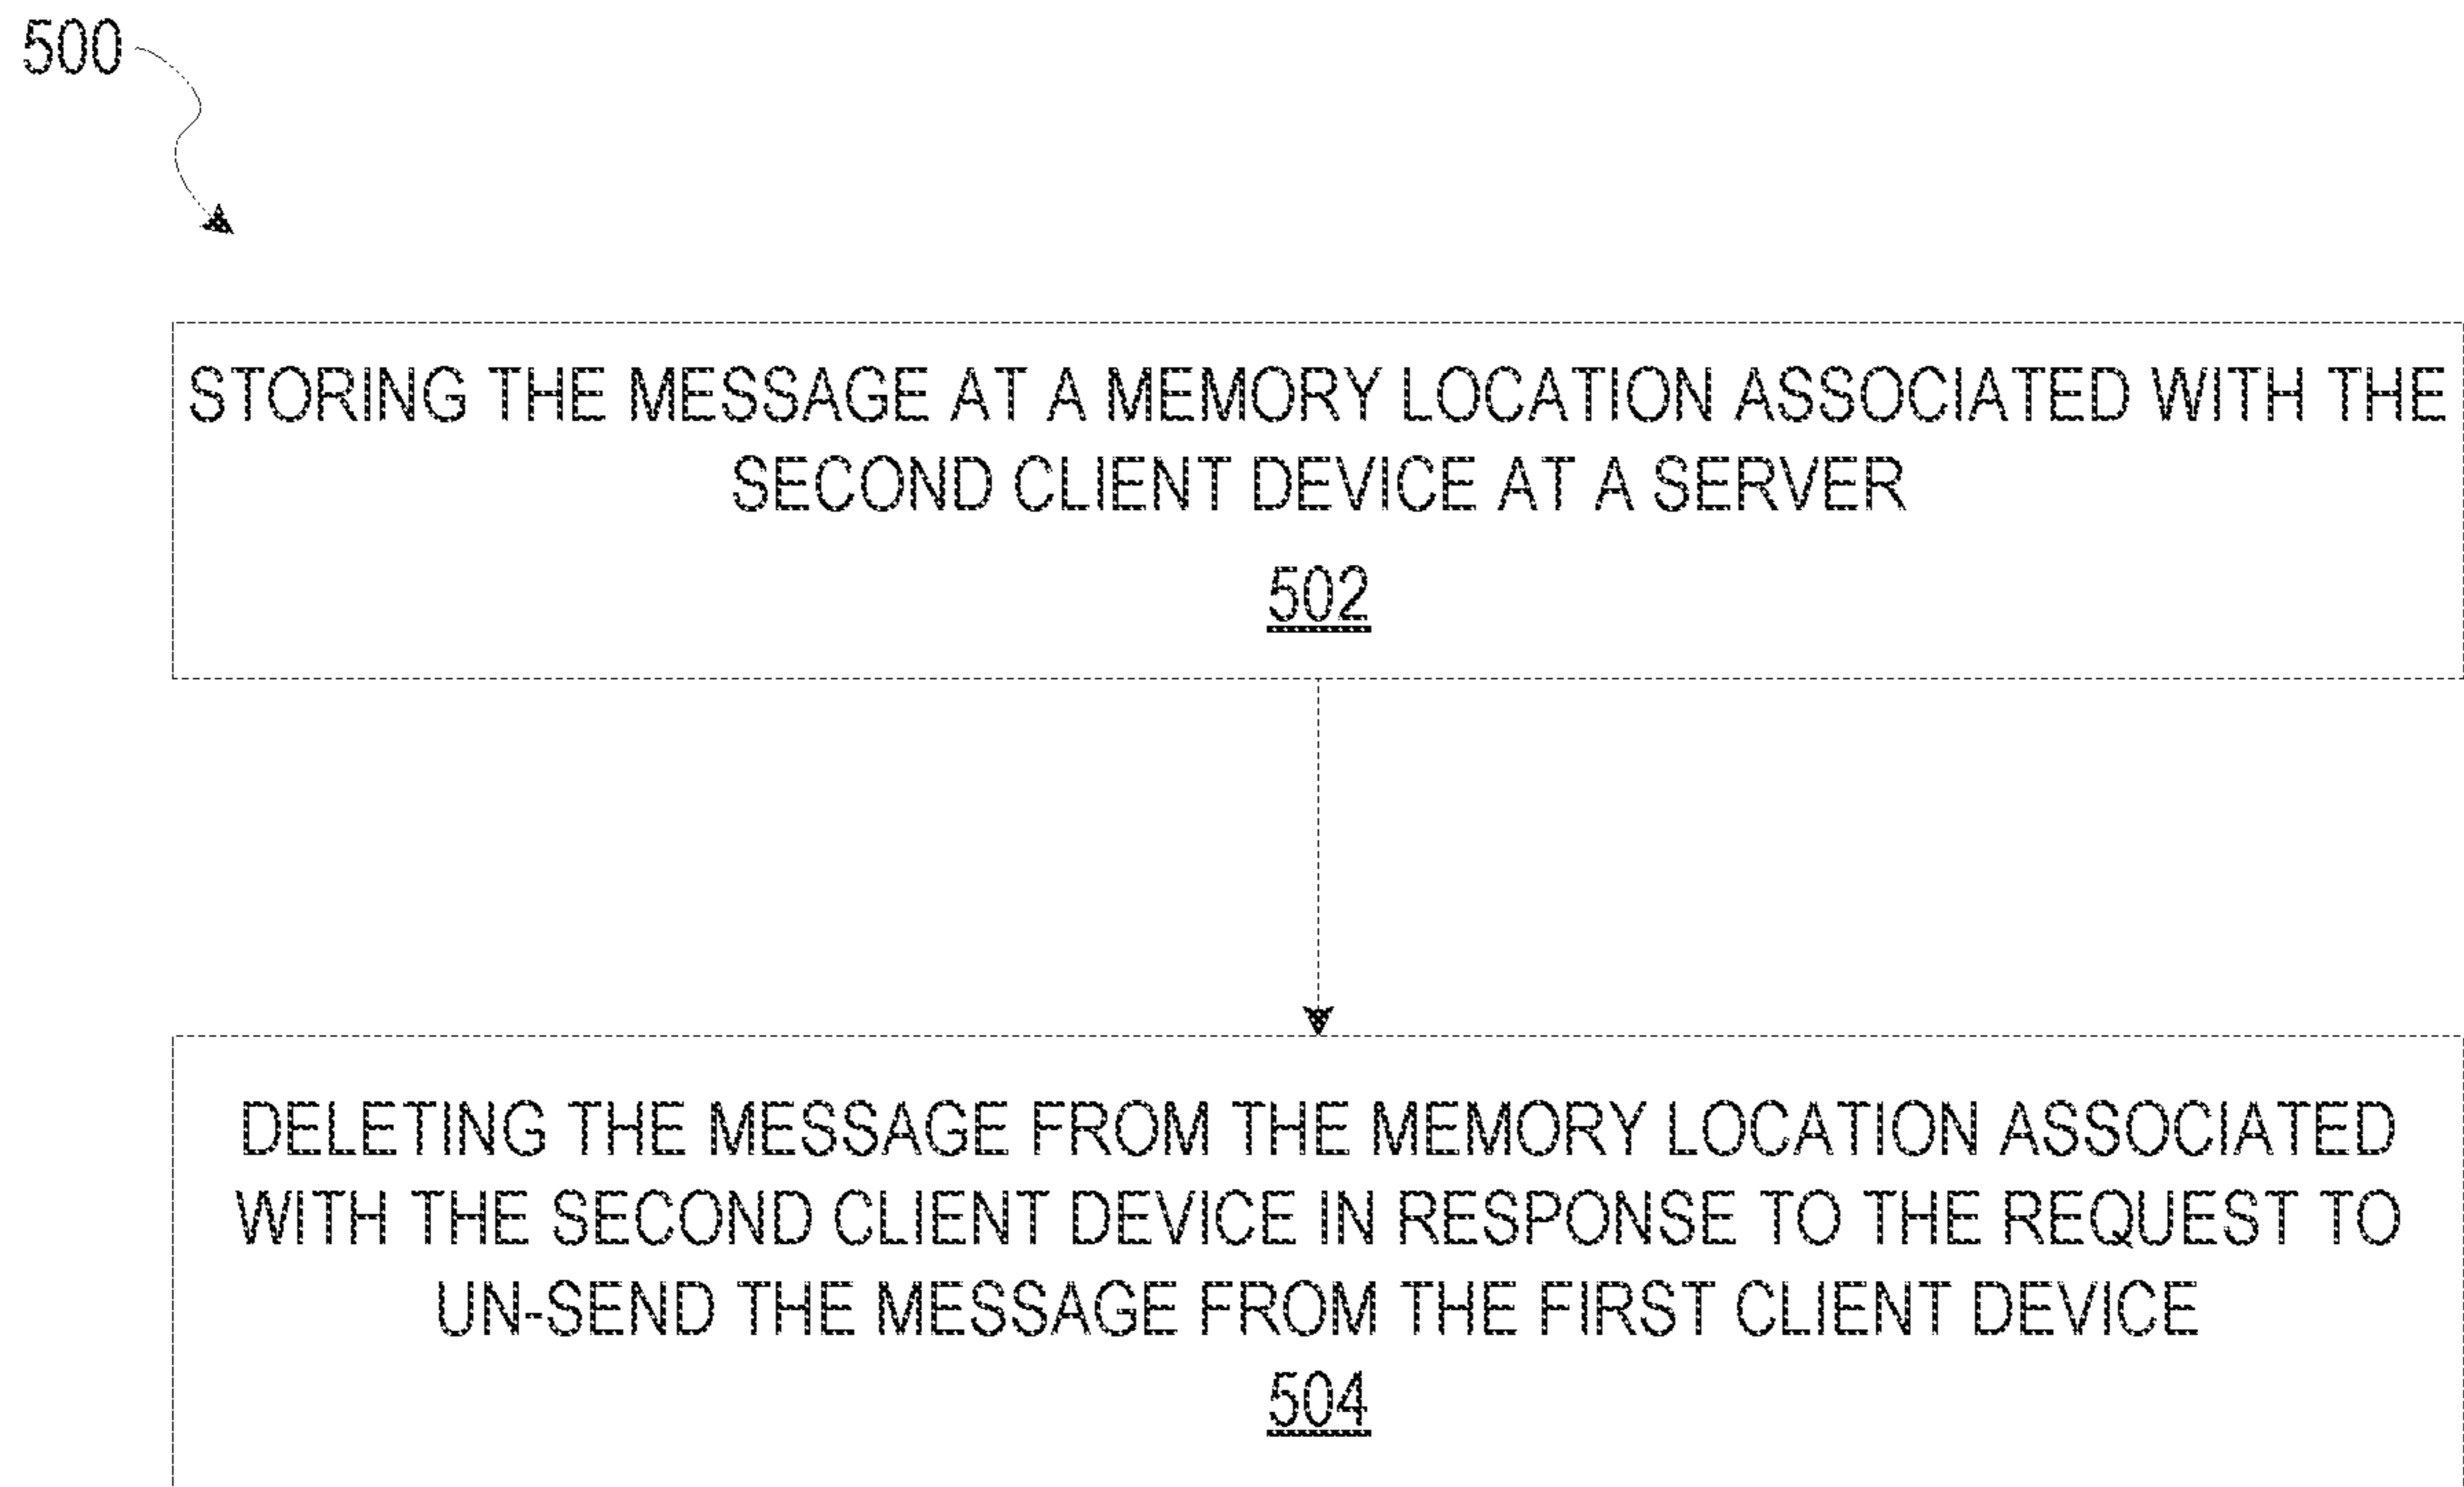 500
STORING THE MESSAGE AT A MEMORY LOCATION ASSOCIATED WITH THE
SECOND CLIENT DEVICE AT A SERVER
502
DELETING THE MESSAGE FROM THE MEMORY LOCATION ASSOCIATED
WITH THE SECOND CLIENT DEVICE IN RESPONSE TO THE REQUEST TO
UN-SEND THE MESSAGE FROM THE FIRST CLIENT DEVICE
504